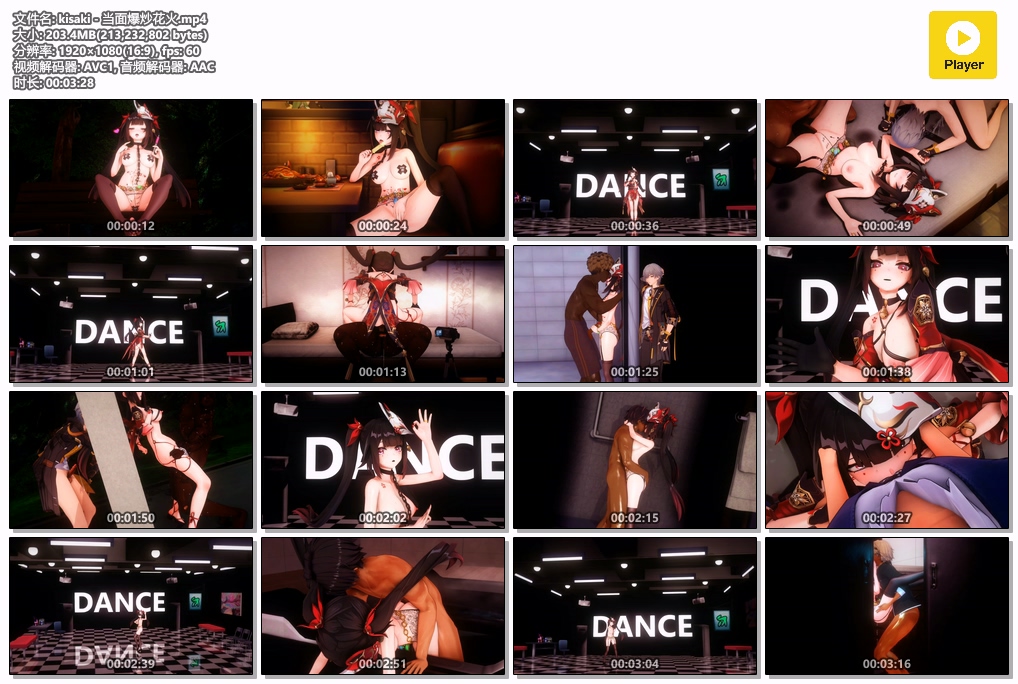 文件名: kisaki - 当面爆炒花火.mp4
大小: 203.4MB(213,232,802 bytes)
分辨率: 1920×1080(16:9), fps: 60
视频解码器: AVC1, 音频解码器: AAC
时长: 00:03:28
Player
00:00:12
00:00:24
DANCE
00:00:36
00:00:49
DANCE
00:01:01
00:01:13
00:01:25
DANCE
00:01:38
00:01:50
DANCE
00:02:02
00:02:15
00:02:27
DANCE
DANCE
00:02:39
00:02:51
DANCE
00:03:04
00:03:16